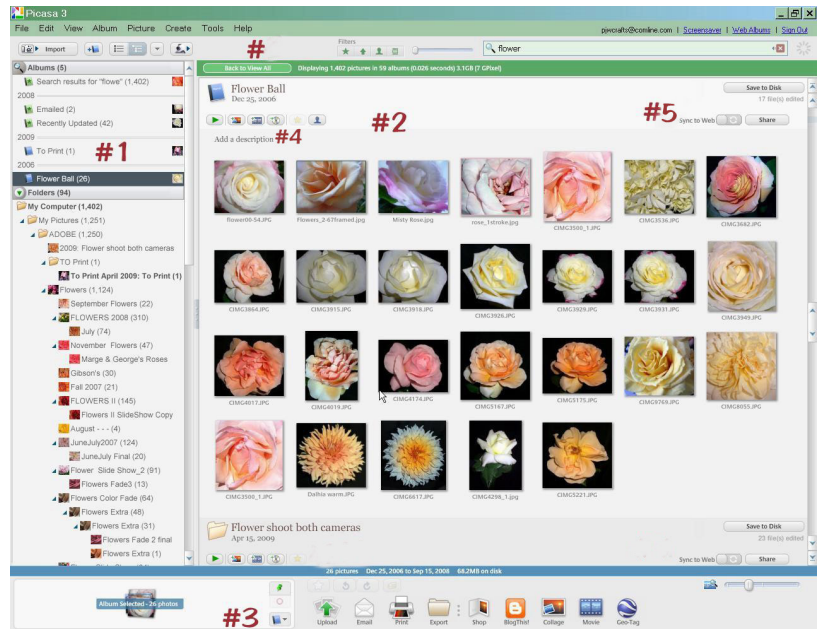 Picasa 3
File Edit View Album Picture Create Tools Help
pjwcrafts@comline.com | Screensaver | Web Albums | Sign Out
Import
#
Filters
flower
Albums (5)
Back to View All Displaying 1,402 pictures in 59 albums (0.028 seconds) 3.1GB (7 GPixel)
Search results for "flowe" (1,402)
2008
Emailed (2)
Recently Updated (42)
2009
To Print (1)
#1
2006
Flower Ball (26)
Folders (94)
My Computer (1,402)
My Pictures (1,251)
ADOBE (1,250)
2009: Flower shoot both cameras
TO Print (1)
To Print April 2009: To Print (1)
Flowers (1,124)
September Flowers (22)
FLOWERS 2008 (310)
July (74)
November Flowers (47)
Marge & George's Roses
Gibson's (30)
Fall 2007 (21)
FLOWERS II (145)
Flowers II SlideShow Copy
August - - - (4)
JuneJuly2007 (124)
JuneJuly Final (20)
Flower Slide Show_2 (91)
Flowers Fade3 (13)
Flowers Color Fade (64)
Flowers Extra (48)
Flowers Extra (31)
Flowers Fade 2 final
Flowers Extra (1)
Flower Ball
Dec 25, 2006
Save to Disk
17 file(s) edited
#2
#5
Sync to Web Share
Add a description
#4
flower00-54.JPG Flowers_2-67framed.jpg Misty Rose.jpg rose_1stroke.jpg CIMG3500_1.JPG CIMG3536.JPG CIMG3682.JPG
CIMG3864.JPG CIMG3915.JPG CIMG3918.JPG CIMG3926.JPG CIMG3929.JPG CIMG3931.JPG CIMG3949.JPG
CIMG4017.JPG CIMG4019.JPG CIMG4174.JPG CIMG5167.JPG CIMG5175.JPG CIMG9769.JPG CIMG8055.JPG
CIMG3500_1.JPG Dalhia warm.JPG CIMG6617.JPG CIMG4296_1.jpg CIMG5221.JPG
Flower shoot both cameras
Apr 15, 2009
Save to Disk
23 file(s) edited
Sync to Web Share
26 pictures Dec 25, 2006 to Sep 15, 2008 68.2MB on disk
Album Selected - 26 photos
#3
Upload Email Print Export Shop BlogThis! Collage Movie Geo-Tag